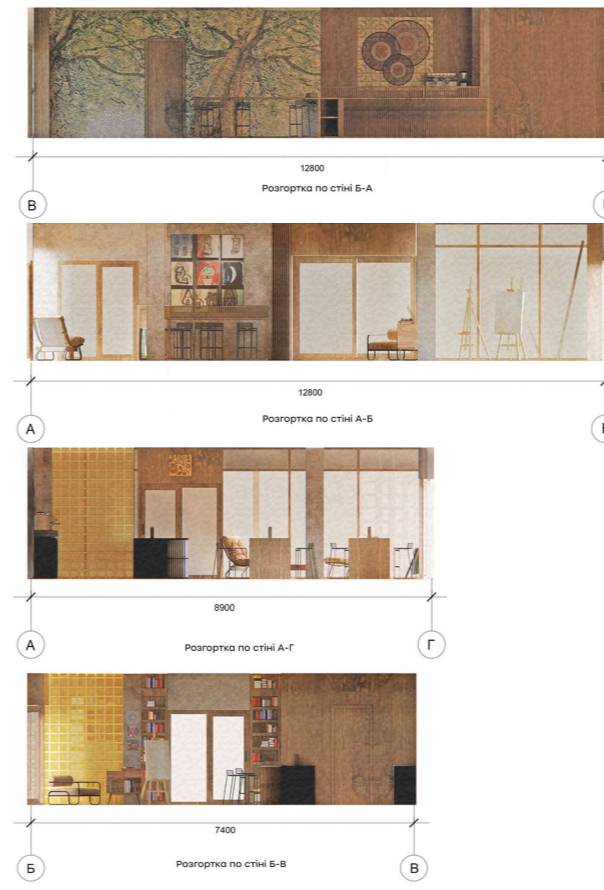 12800
Розгортка по стіні Б-А
В
12800
Розгортка по стіні А-Б
А
8900
Розгортка по стіні А-Г
А
Г
7400
Розгортка по стіні Б-В
Б
В